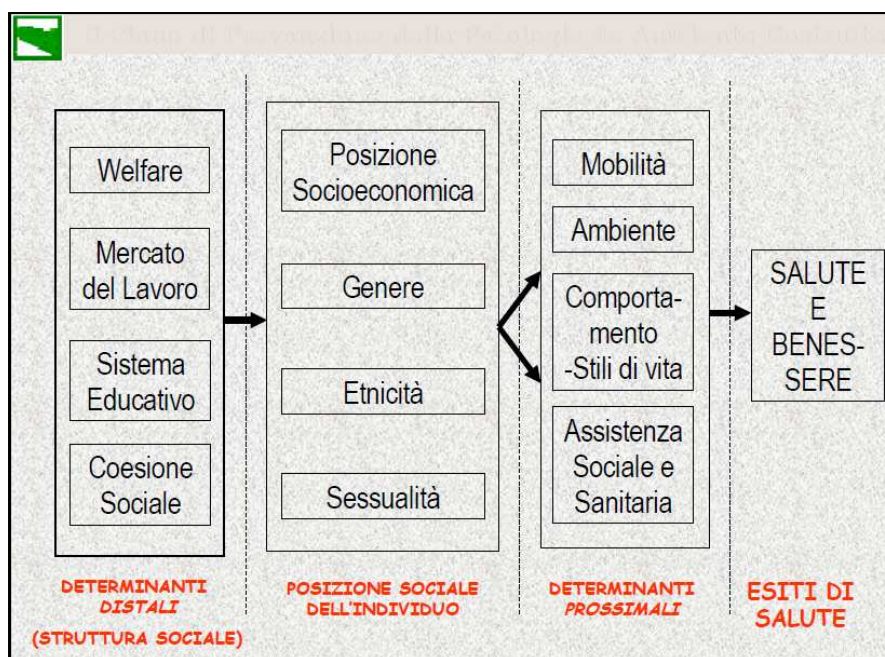 Welfare
Mercato
del Lavoro
Sistema
Educativo
Coesione
Sociale
DETERMINANTI
DISTALI
(STRUTTURA SOCIALE)
Posizione
Socioeconomica
Genere
Etnicità
Sessualità
POSIZIONE SOCIALE
DELL'INDIVIDUO
Mobilità
Ambiente
Comporta-
mento
-Stili di vita
Assistenza
Sociale e
Sanitaria
DETERMINANTI
PROSSIMALI
SALUTE
E
BENES-
SERE
ESITI DI
SALUTE